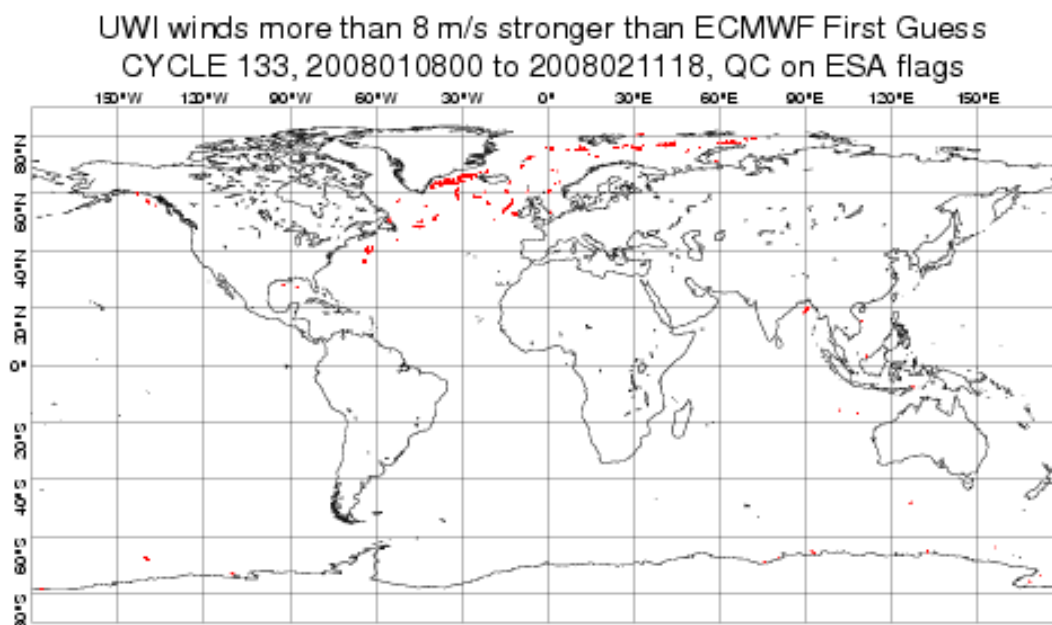 UWI winds more than 8 m/s stronger than ECMWF First Guess
CYCLE 133, 2008010800 to 2008021118, QC on ESA flags
150°W 120°W 90°W 60°W 30°W 0° 30°E 60°E 90°E 120°E 150°E
80°N
60°N
40°N
20°N
0°
20°S
40°S
60°S
80°S